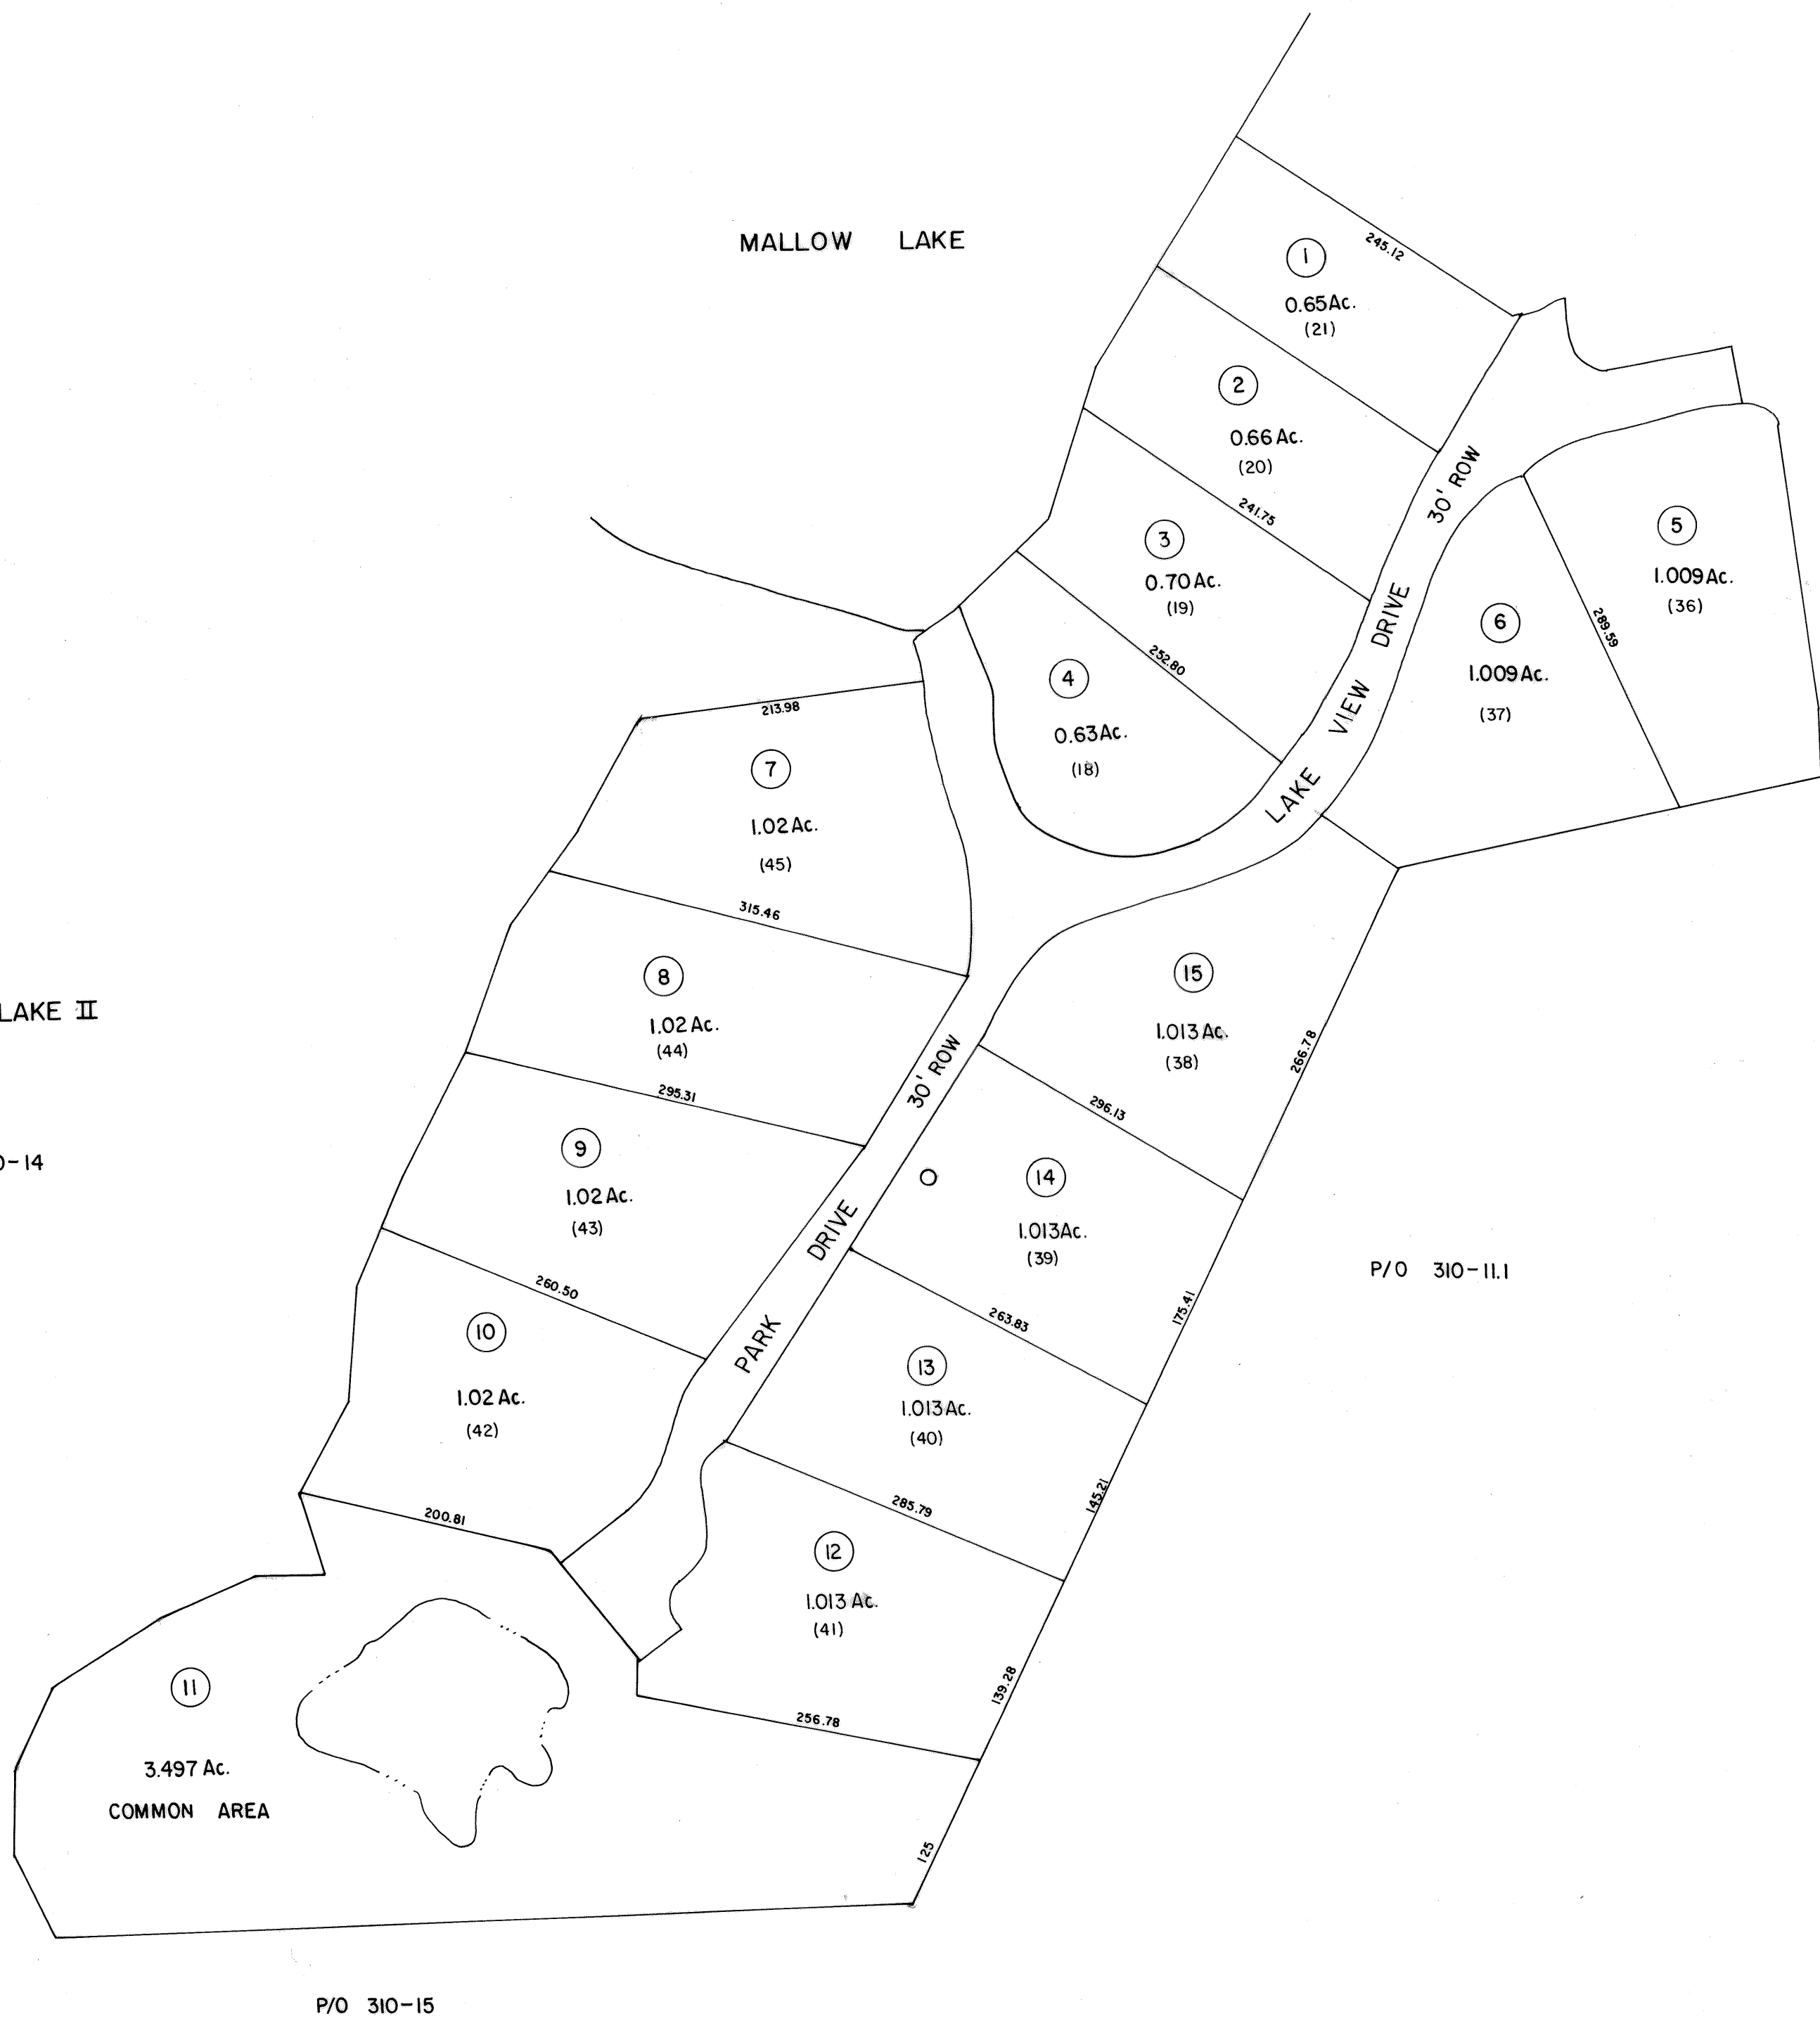 MALLOW LAKE
245.12
1
0.65 Ac.
(21)
2
0.66 Ac.
(20)
241.75
3
0.70 Ac.
(19)
252.80
4
0.63 Ac.
(18)
30' ROW
LAKE VIEW DRIVE
5
1.009 Ac.
(36)
289.59
6
1.009 Ac.
(37)
213.98
7
1.02 Ac.
(45)
315.46
8
1.02 Ac.
(44)
295.31
9
1.02 Ac.
(43)
260.50
10
1.02 Ac.
(42)
200.81
LAKE II
0-14
30' ROW
PARK DRIVE
15
1.013 Ac.
(38)
266.78
296.13
14
1.013 Ac.
(39)
175.41
263.83
13
1.013 Ac.
(40)
145.21
285.79
12
1.013 Ac.
(41)
139.28
256.78
125
P/O 310-11.1
11
3.497 Ac.
COMMON AREA
P/O 310-15